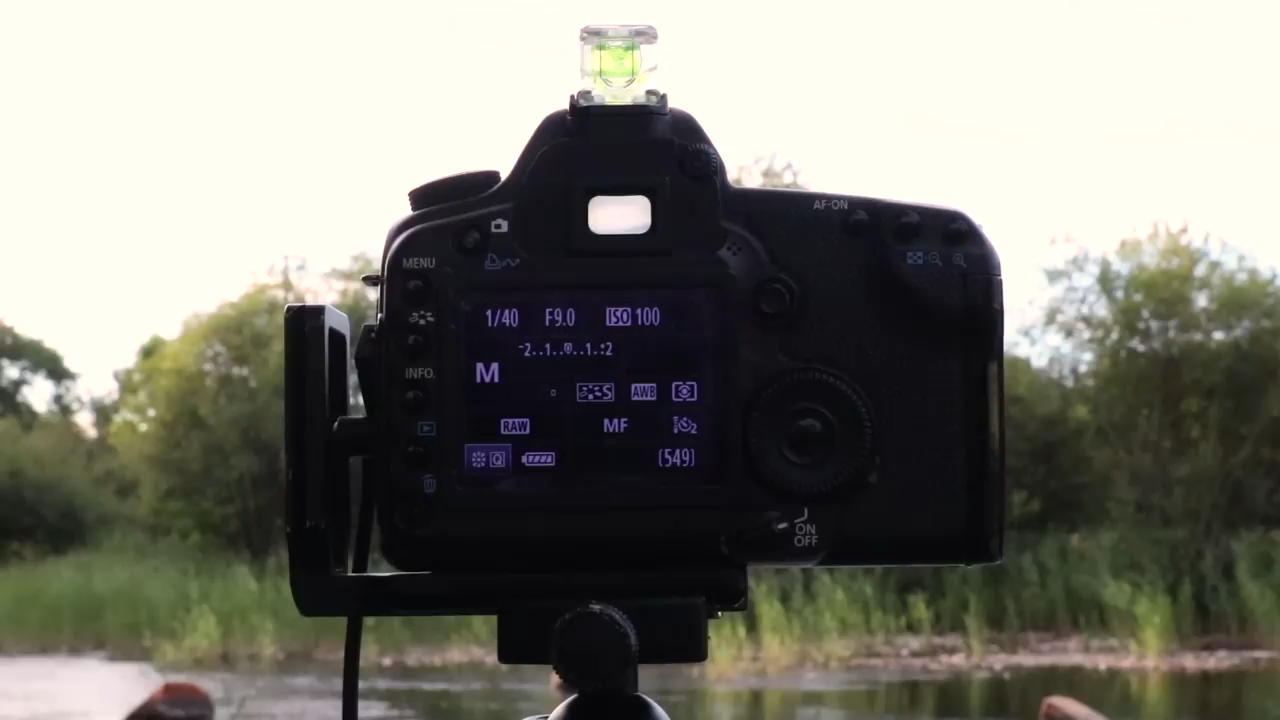 AF-ON
MENU
1/40 F9.0 ISO 100
-2..1..0..1..:2
INFO.
M
S AWB
RAW MF 2
Q [549]
ON
OFF